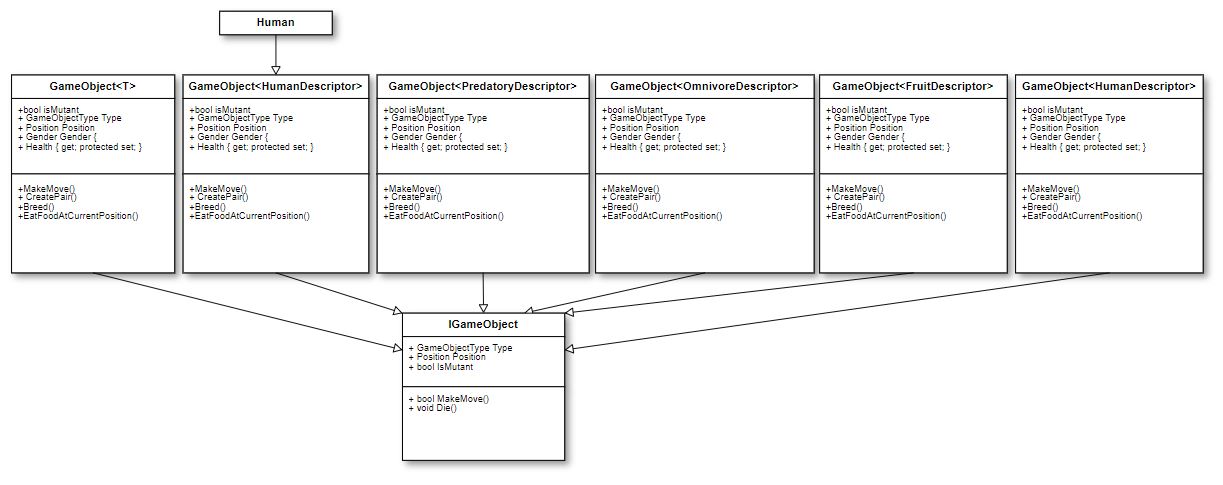 Human
GameObject<T>
+bool isMutant
+ GameObjectType Type
+ Position Position
+ Gender Gender {
+ Health { get; protected set; }
+MakeMove()
+ CreatePair()
+Breed()
+EatFoodAtCurrentPosition()
GameObject<HumanDescriptor>
+bool isMutant
+ GameObjectType Type
+ Position Position
+ Gender Gender {
+ Health { get; protected set; }
+MakeMove()
+ CreatePair()
+Breed()
+EatFoodAtCurrentPosition()
GameObject<PredatoryDescriptor>
+bool isMutant
+ GameObjectType Type
+ Position Position
+ Gender Gender {
+ Health { get; protected set; }
+MakeMove()
+ CreatePair()
+Breed()
+EatFoodAtCurrentPosition()
GameObject<OmnivoreDescriptor>
+bool isMutant
+ GameObjectType Type
+ Position Position
+ Gender Gender {
+ Health { get; protected set; }
+MakeMove()
+ CreatePair()
+Breed()
+EatFoodAtCurrentPosition()
GameObject<FruitDescriptor>
+bool isMutant
+ GameObjectType Type
+ Position Position
+ Gender Gender {
+ Health { get; protected set; }
+MakeMove()
+ CreatePair()
+Breed()
+EatFoodAtCurrentPosition()
GameObject<HumanDescriptor>
+bool isMutant
+ GameObjectType Type
+ Position Position
+ Gender Gender {
+ Health { get; protected set; }
+MakeMove()
+ CreatePair()
+Breed()
+EatFoodAtCurrentPosition()
IGameObject
+ GameObjectType Type
+ Position Position
+ bool IsMutant
+ bool MakeMove()
+ void Die()